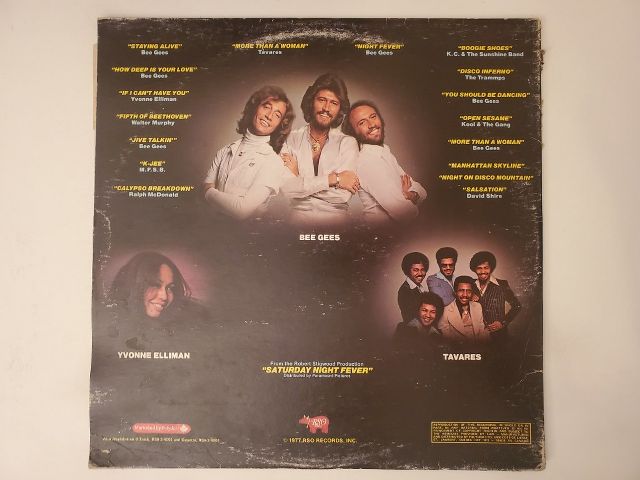 "STAYING ALIVE"
Bee Gees
"MORE THAN A WOMAN"
Tavares
"NIGHT FEVER"
Bee Gees
"BOOGIE SHOES"
K.C. & The Sunshine Band
"HOW DEEP IS YOUR LOVE"
Bee Gees
"DISCO INFERNO"
The Trammps
"IF I CAN'T HAVE YOU"
Yvonne Elliman
"YOU SHOULD BE DANCING"
Bee Gees
"FIFTH OF BEETHOVEN"
Walter Murphy
"OPEN SESAME"
Kool & The Gang
"JIVE TALKIN'"
Bee Gees
"MORE THAN A WOMAN"
Bee Gees
"K-JEE"
M.F.S.B.
"MANHATTAN SKYLINE"
"NIGHT ON DISCO MOUNTAIN"
"CALYPSO BREAKDOWN"
Ralph McDonald
"SALSATION"
David Shire
BEE GEES
YVONNE ELLIMAN
TAVARES
From the Robert Stigwood Production
"SATURDAY NIGHT FEVER"
Distributed by Paramount Pictures
RSO
© 1977, RSO RECORDS, INC.